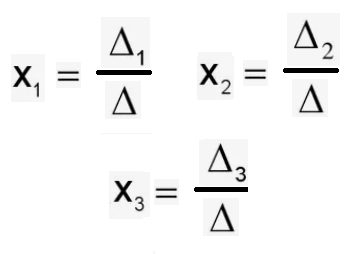 x₁ = Δ₁/Δ x₂ = Δ₂/Δ
x₃ = Δ₃/Δ